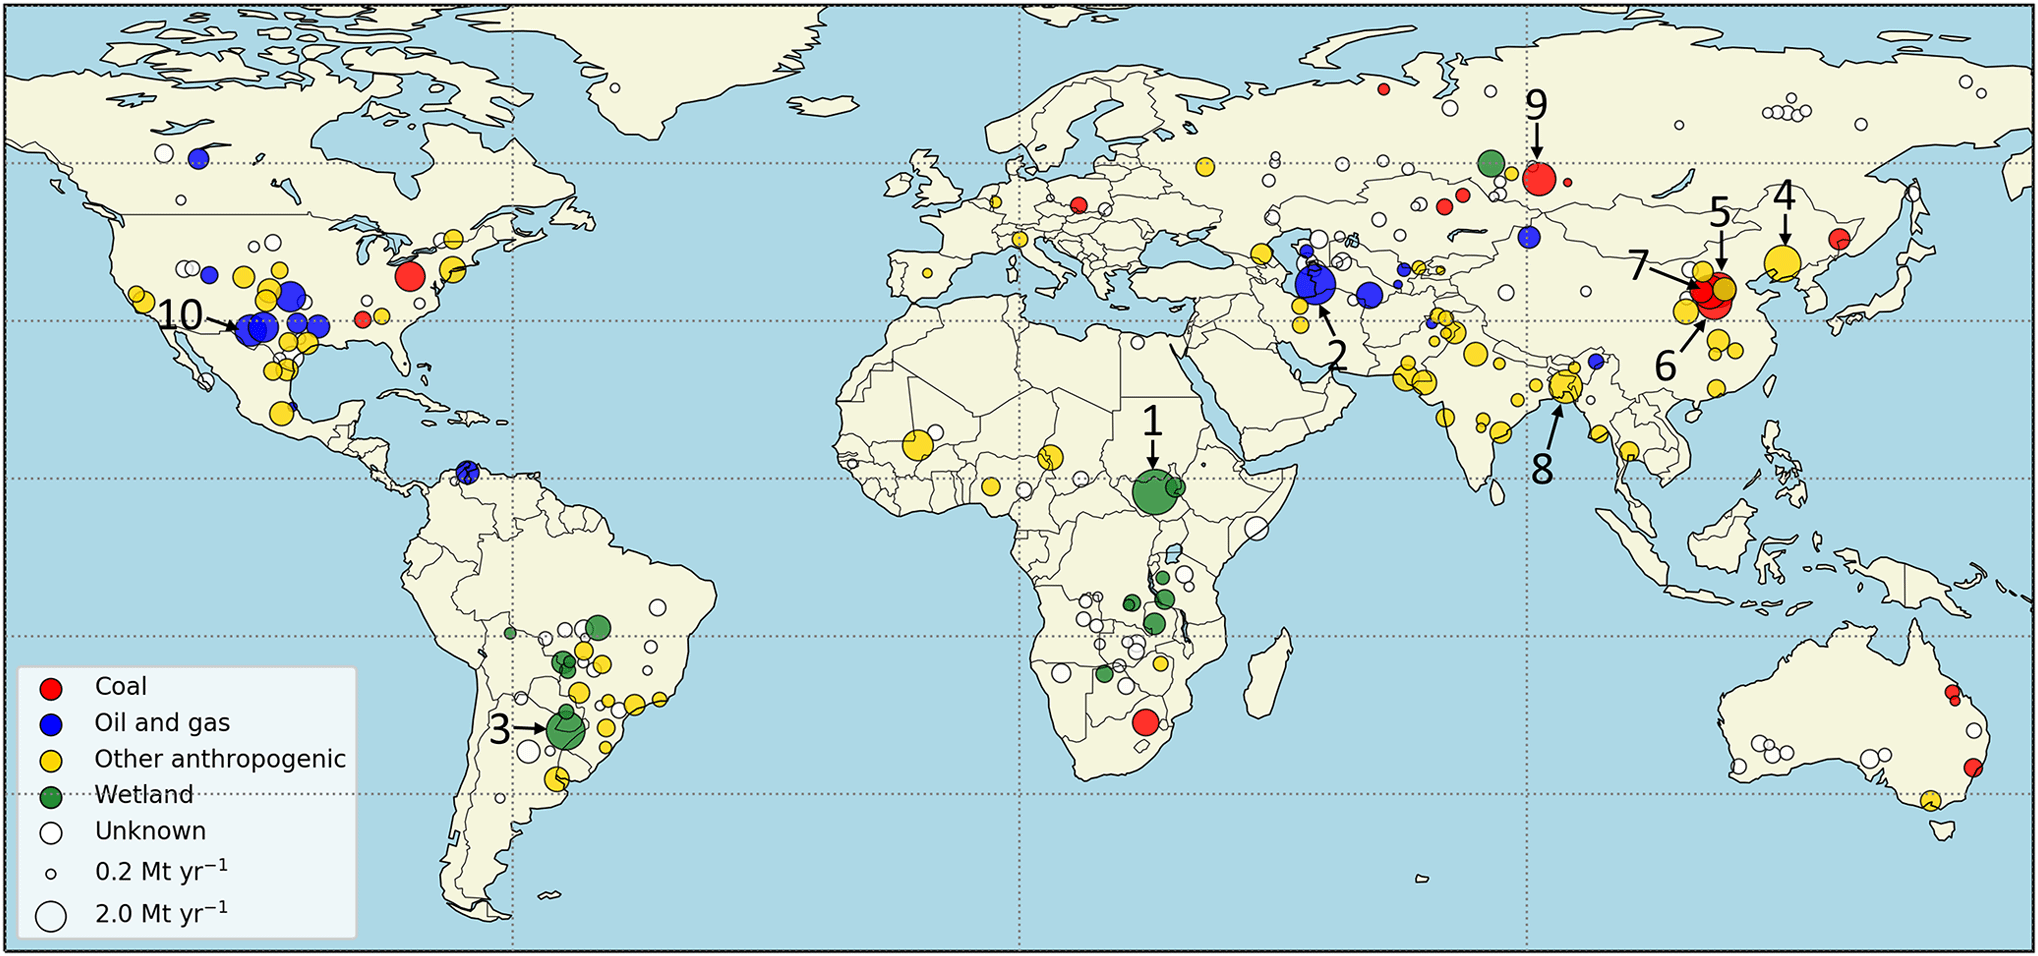 9
4
5
7
10
2
6
1
8
3
Coal
Oil and gas
Other anthropogenic
Wetland
Unknown
0.2 Mt yr⁻¹
2.0 Mt yr⁻¹